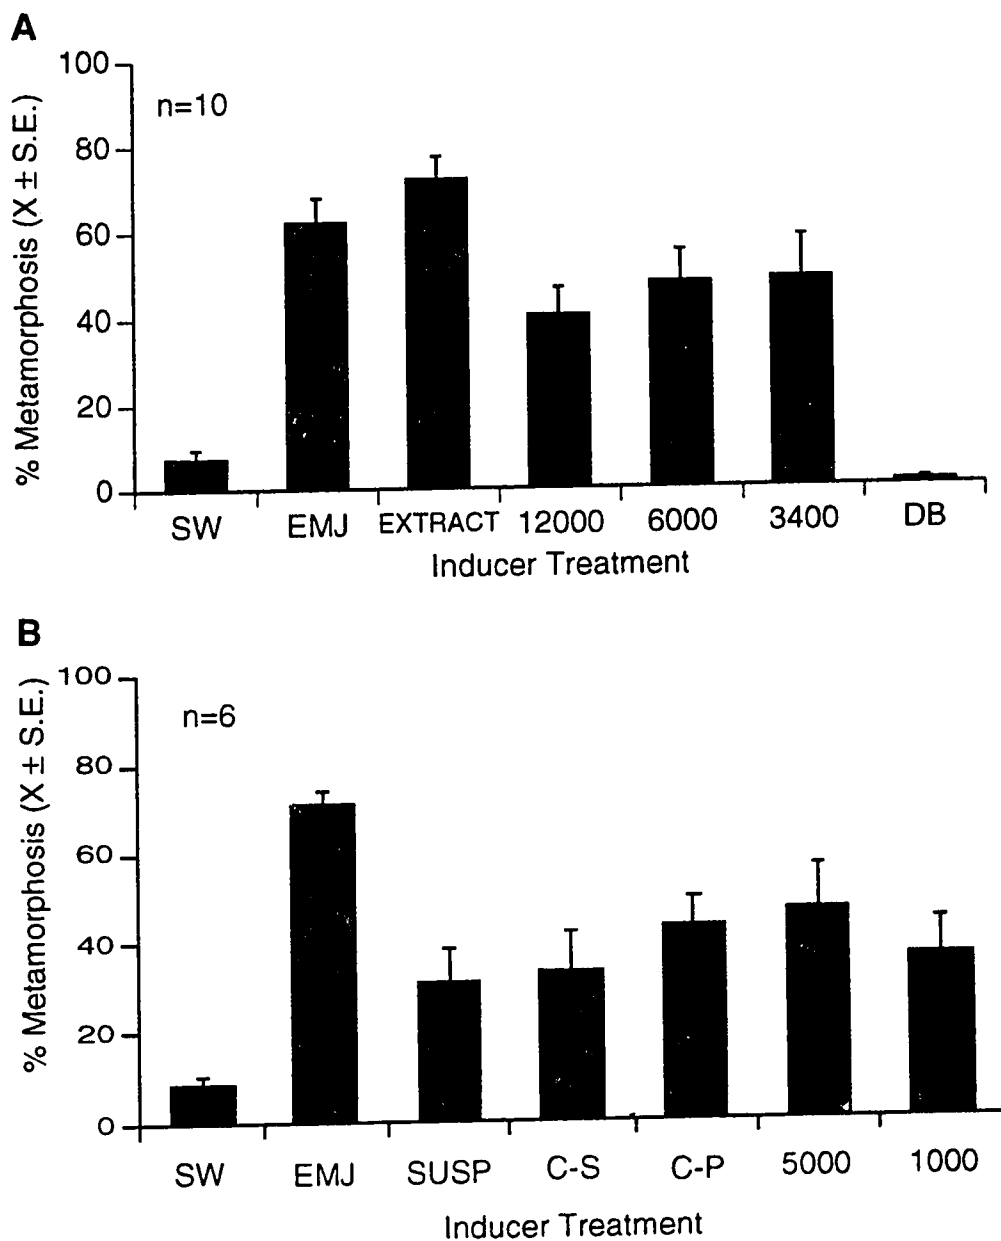 A
100
80
60
40
20
0
% Metamorphosis (X ± S.E.)
n=10
SW EMJ EXTRACT 12000 6000 3400 DB
Inducer Treatment
B
100
80
60
40
20
0
% Metamorphosis (X ± S.E.)
n=6
SW EMJ SUSP C-S C-P 5000 1000
Inducer Treatment